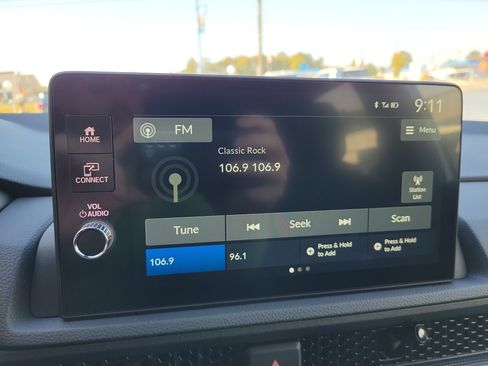 9:11
HOME
FM
Menu
Classic Rock
106.9 106.9
CONNECT
Station
List
VOL
AUDIO
Tune
Seek
Scan
106.9
96.1
Press & Hold
to Add
Press & Hold
to Add